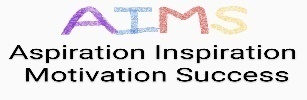 AIMS
Aspiration Inspiration
Motivation Success